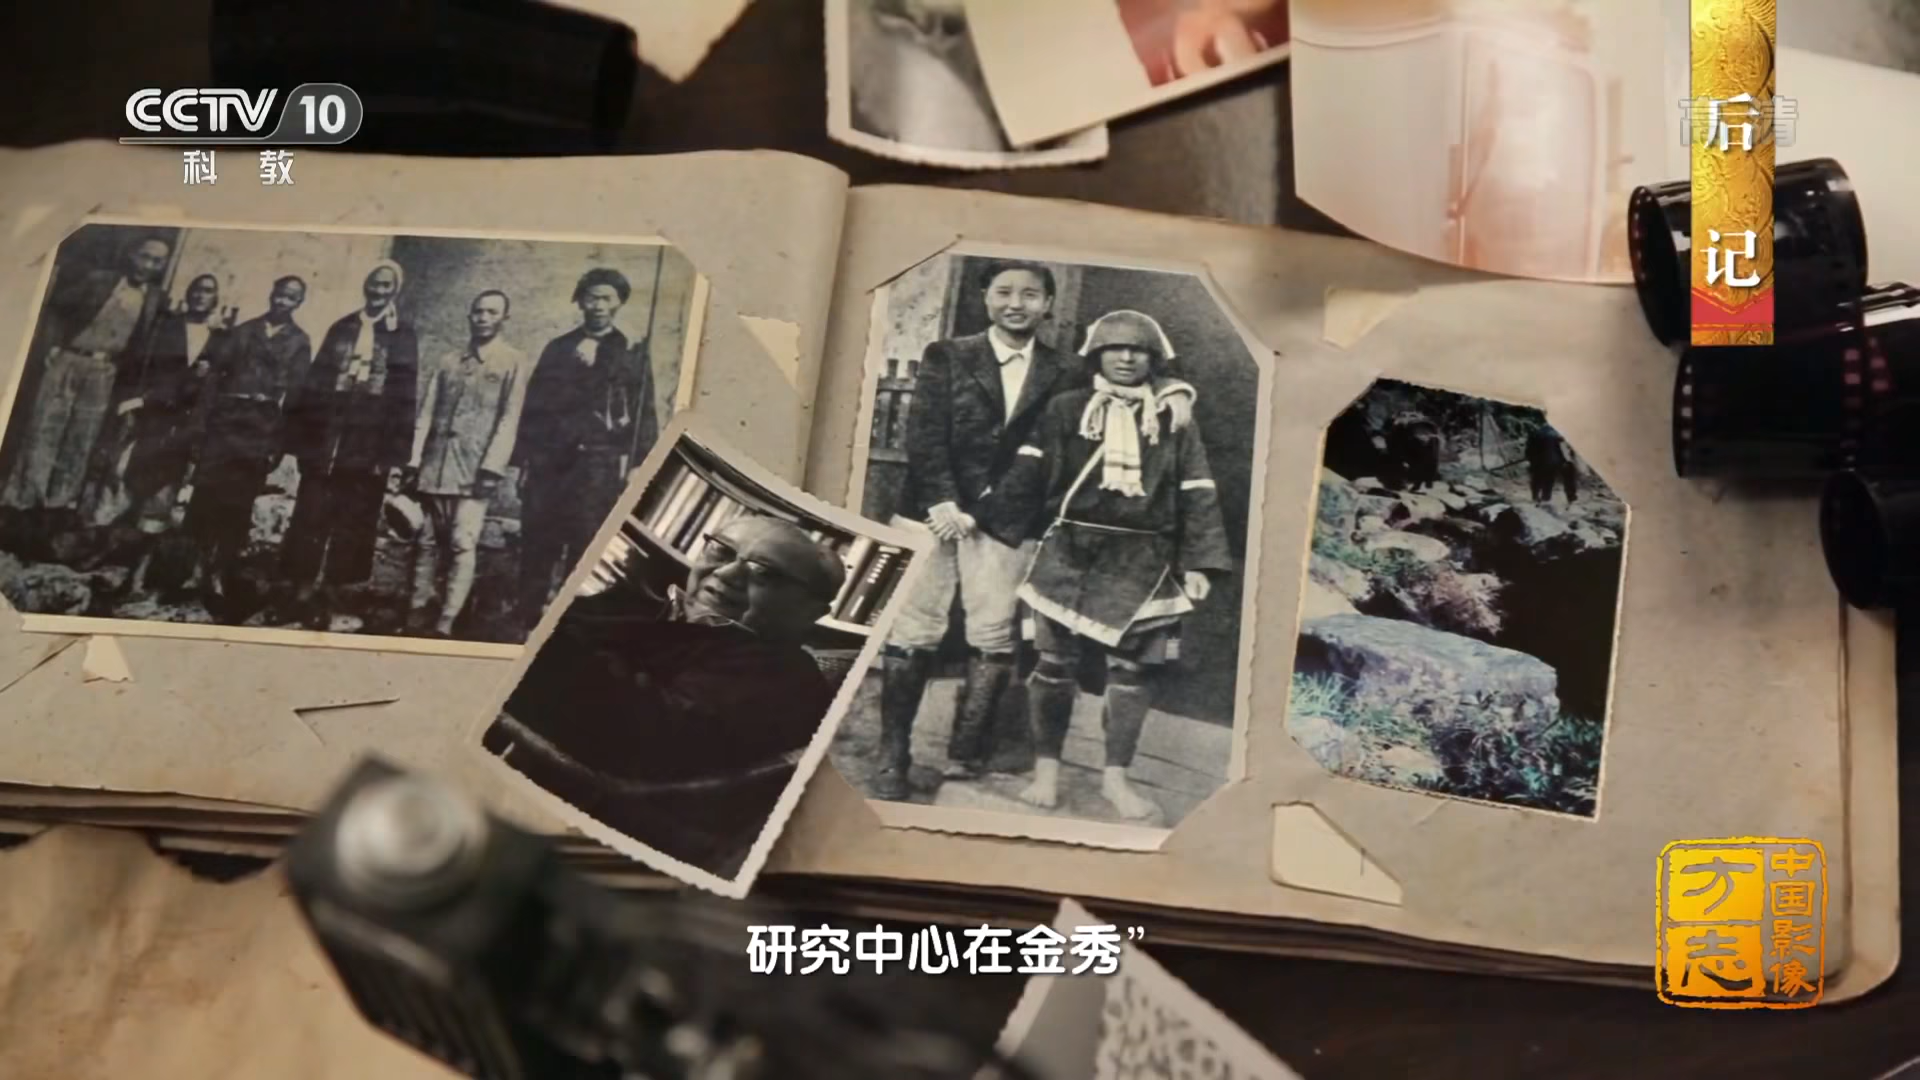 CCTV 10
科 教
高清
后记
研究中心在金秀”
中国影像
方志